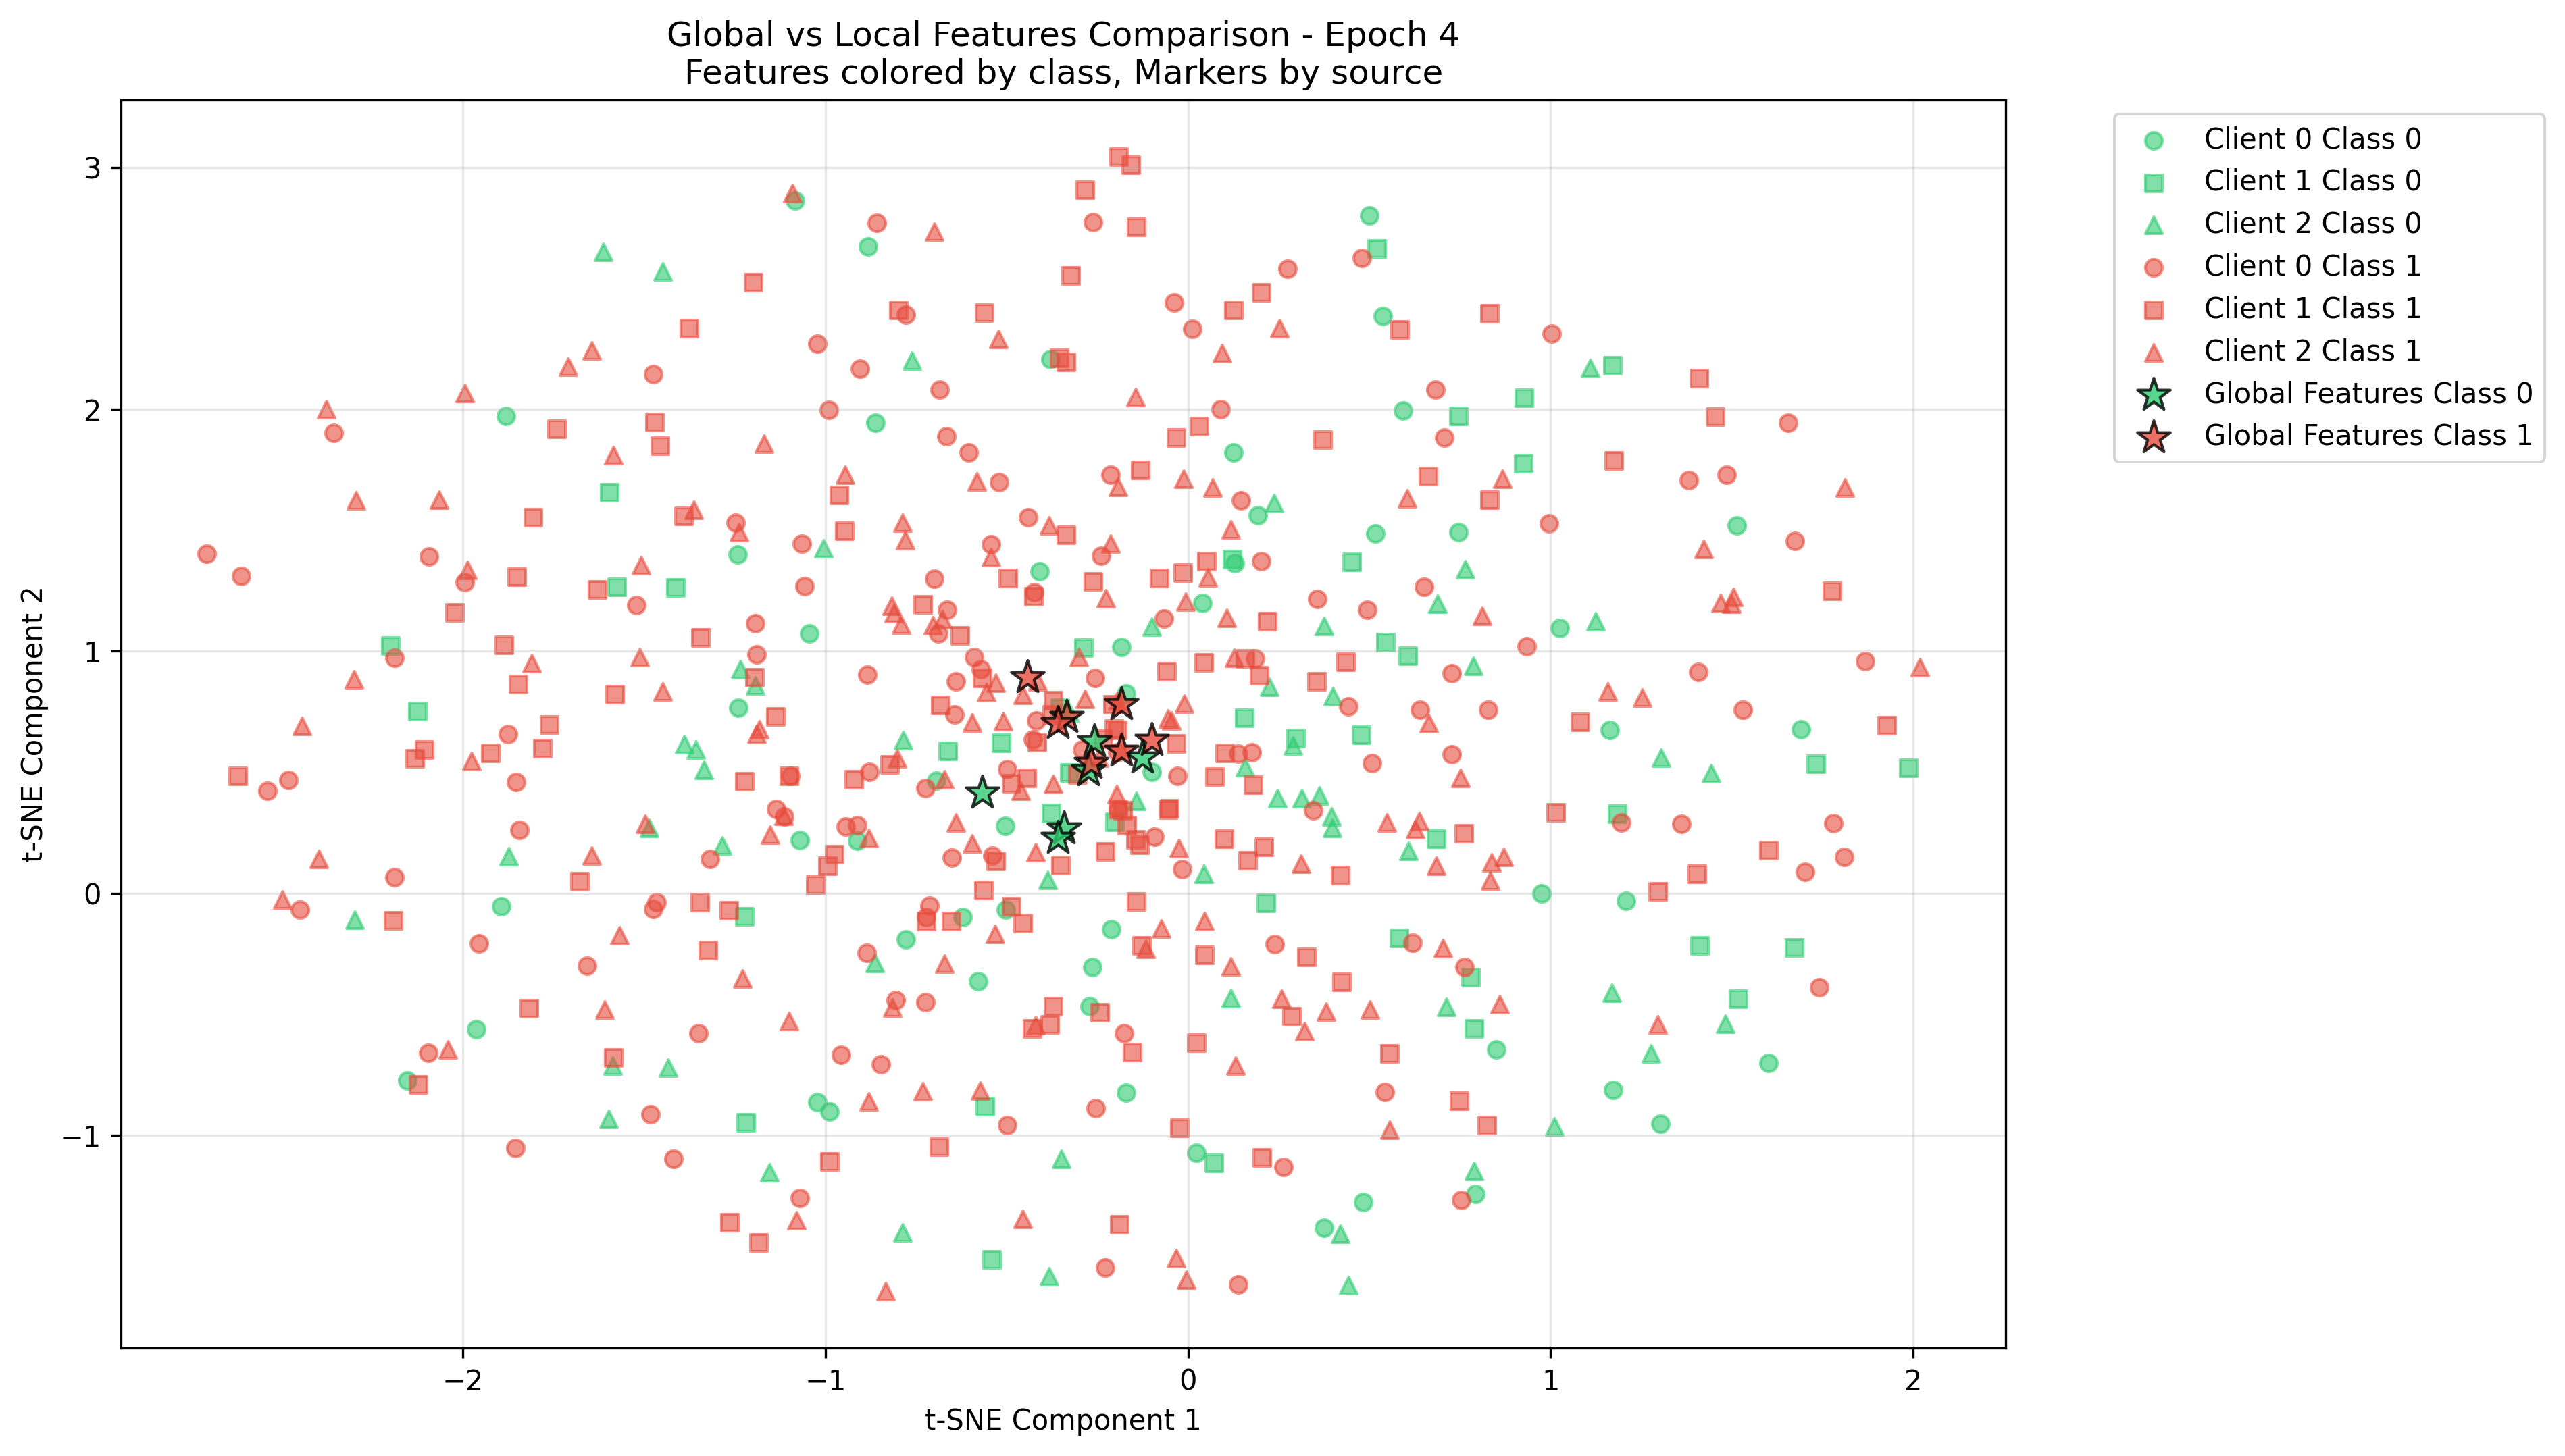 Global vs Local Features Comparison - Epoch 4
Features colored by class, Markers by source
Client 0 Class 0
Client 1 Class 0
Client 2 Class 0
Client 0 Class 1
Client 1 Class 1
Client 2 Class 1
Global Features Class 0
Global Features Class 1
t-SNE Component 2
3
2
1
0
−1
−2
−1
0
1
2
t-SNE Component 1